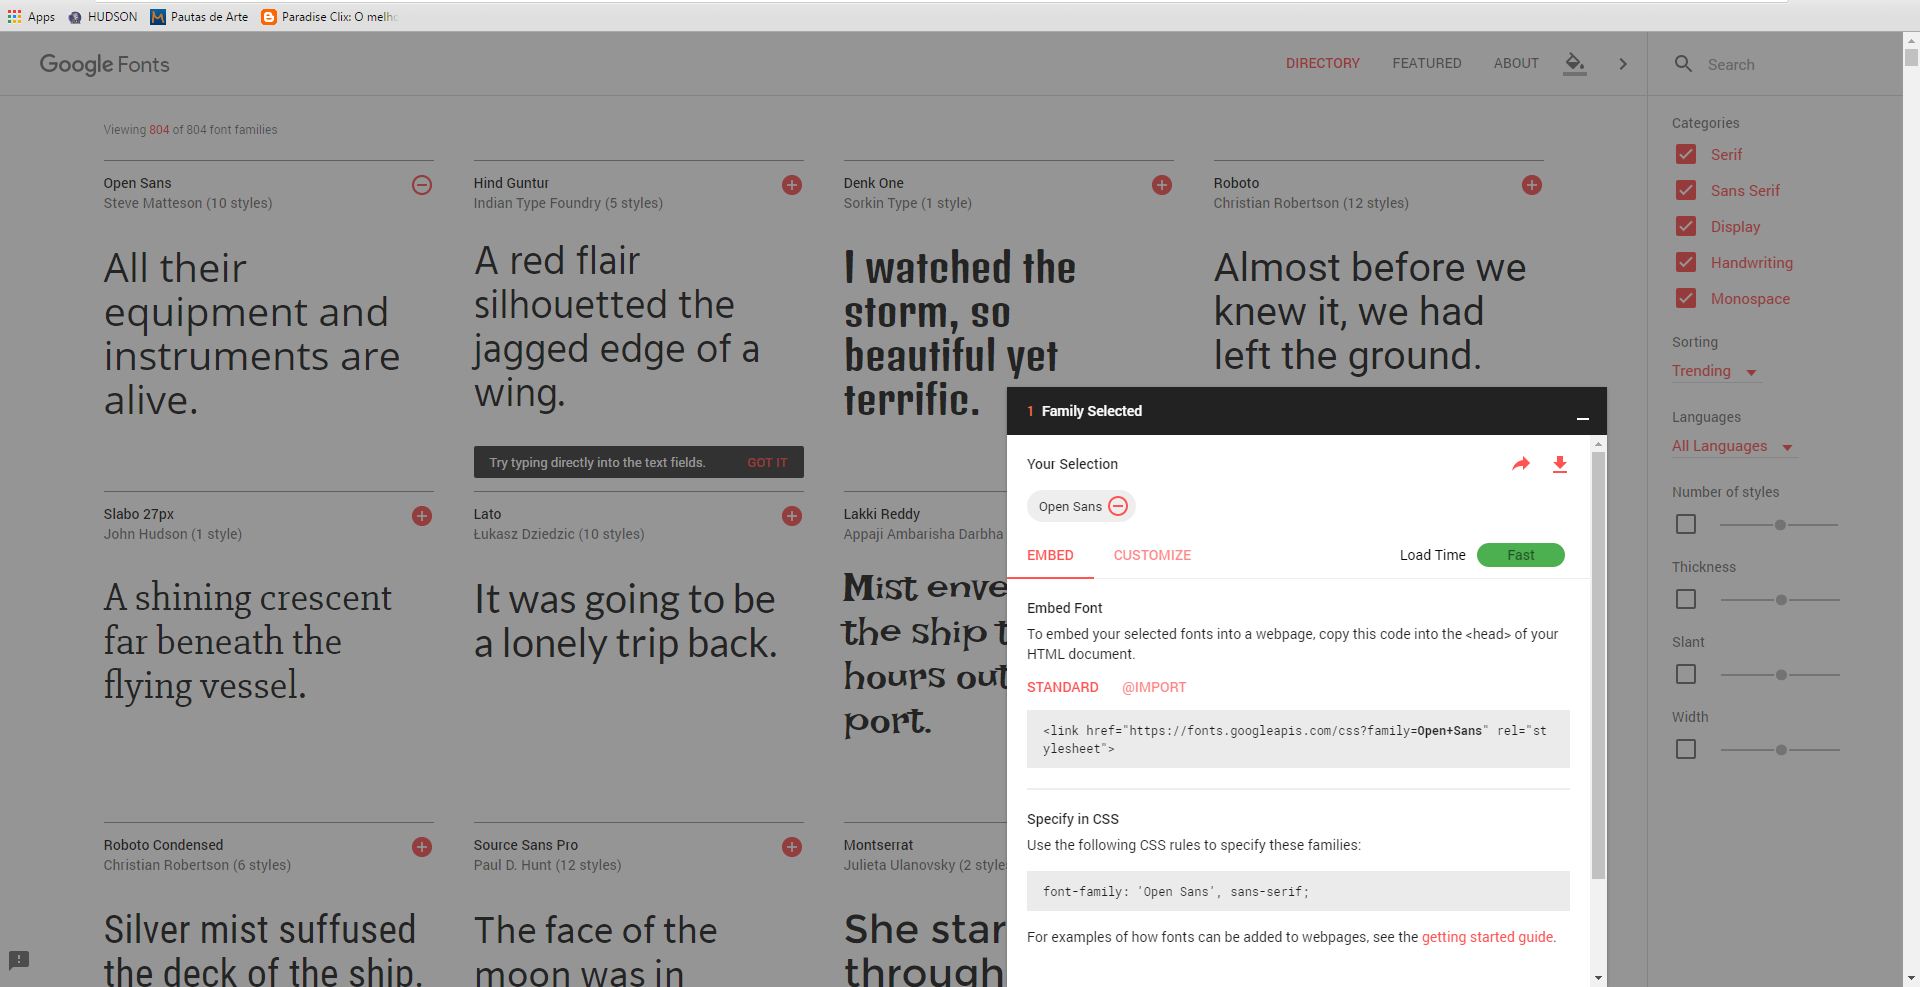 Apps HUDSON Pautas de Arte Paradise Clix: O melh
Google Fonts
DIRECTORY FEATURED ABOUT
Search
Viewing 804 of 804 font families
Open Sans
Steve Matteson (10 styles)
All their
equipment and
instruments are
alive.
Hind Guntur
Indian Type Foundry (5 styles)
A red flair
silhouetted the
jagged edge of a
wing.
Try typing directly into the text fields. GOT IT
Denk One
Sorkin Type (1 style)
I watched the
storm, so
beautiful yet
terrific.
Roboto
Christian Robertson (12 styles)
Almost before we
knew it, we had
left the ground.
Slabo 27px
John Hudson (1 style)
A shining crescent
far beneath the
flying vessel.
Lato
Łukasz Dziedzic (10 styles)
It was going to be
a lonely trip back.
Lakki Reddy
Appaji Ambarisha Darbha
Mist enve
the ship t
hours out
port.
Roboto Condensed
Christian Robertson (6 styles)
Silver mist suffused
the deck of the ship.
Source Sans Pro
Paul D. Hunt (12 styles)
The face of the
moon was in
Montserrat
Julieta Ulanovsky (2 style
She star
through
1 Family Selected
Your Selection
Open Sans
EMBED CUSTOMIZE Load Time Fast
Embed Font
To embed your selected fonts into a webpage, copy this code into the <head> of your
HTML document.
STANDARD @IMPORT
<link href="https://fonts.googleapis.com/css?family=Open+Sans" rel="st
ylesheet">
Specify in CSS
Use the following CSS rules to specify these families:
font-family: 'Open Sans', sans-serif;
For examples of how fonts can be added to webpages, see the getting started guide.
Categories
Serif
Sans Serif
Display
Handwriting
Monospace
Sorting
Trending
Languages
All Languages
Number of styles
Thickness
Slant
Width